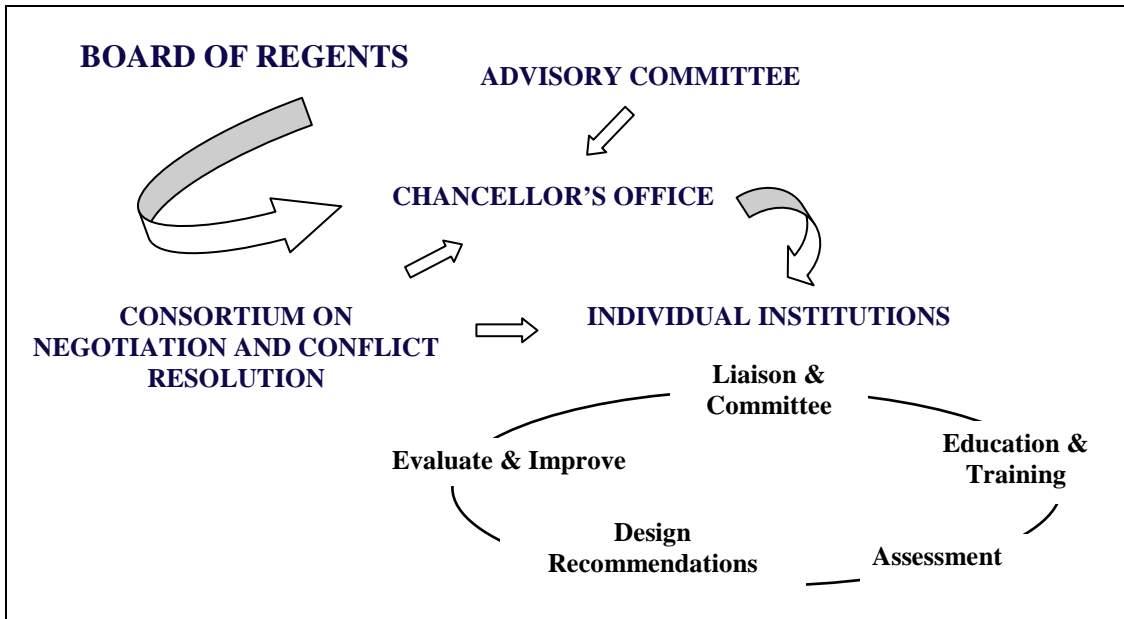 BOARD OF REGENTS
ADVISORY COMMITTEE
CHANCELLOR’S OFFICE
CONSORTIUM ON
NEGOTIATION AND CONFLICT
RESOLUTION
INDIVIDUAL INSTITUTIONS
Liaison &
Committee
Education &
Training
Evaluate & Improve
Design
Recommendations
Assessment